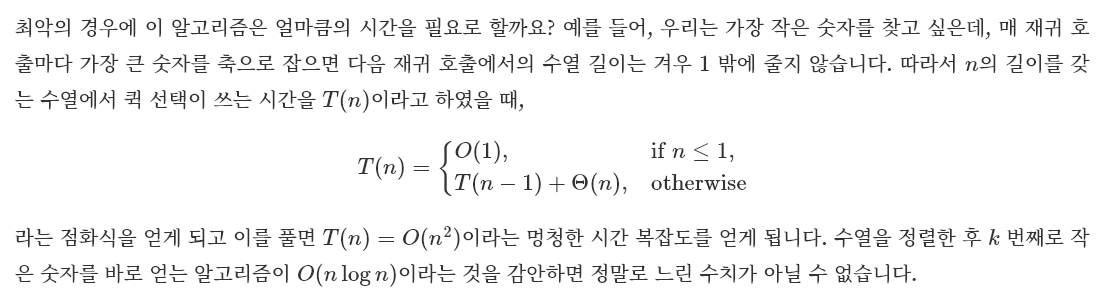 최악의 경우에 이 알고리즘은 얼마큼의 시간을 필요로 할까요? 예를 들어, 우리는 가장 작은 숫자를 찾고 싶은데, 매 재귀 호
출마다 가장 큰 숫자를 축으로 잡으면 다음 재귀 호출에서의 수열 길이는 겨우 1 밖에 줄지 않습니다. 따라서 n의 길이를 갖
는 수열에서 퀵 선택이 쓰는 시간을 T(n)이라고 하였을 때,
T(n) = { O(1), if n ≤ 1,
T(n − 1) + Θ(n), otherwise
라는 점화식을 얻게 되고 이를 풀면 T(n) = O(n²)이라는 멍청한 시간 복잡도를 얻게 됩니다. 수열을 정렬한 후 k 번째로 작
은 숫자를 바로 얻는 알고리즘이 O(n log n)이라는 것을 감안하면 정말로 느린 수치가 아닐 수 없습니다.